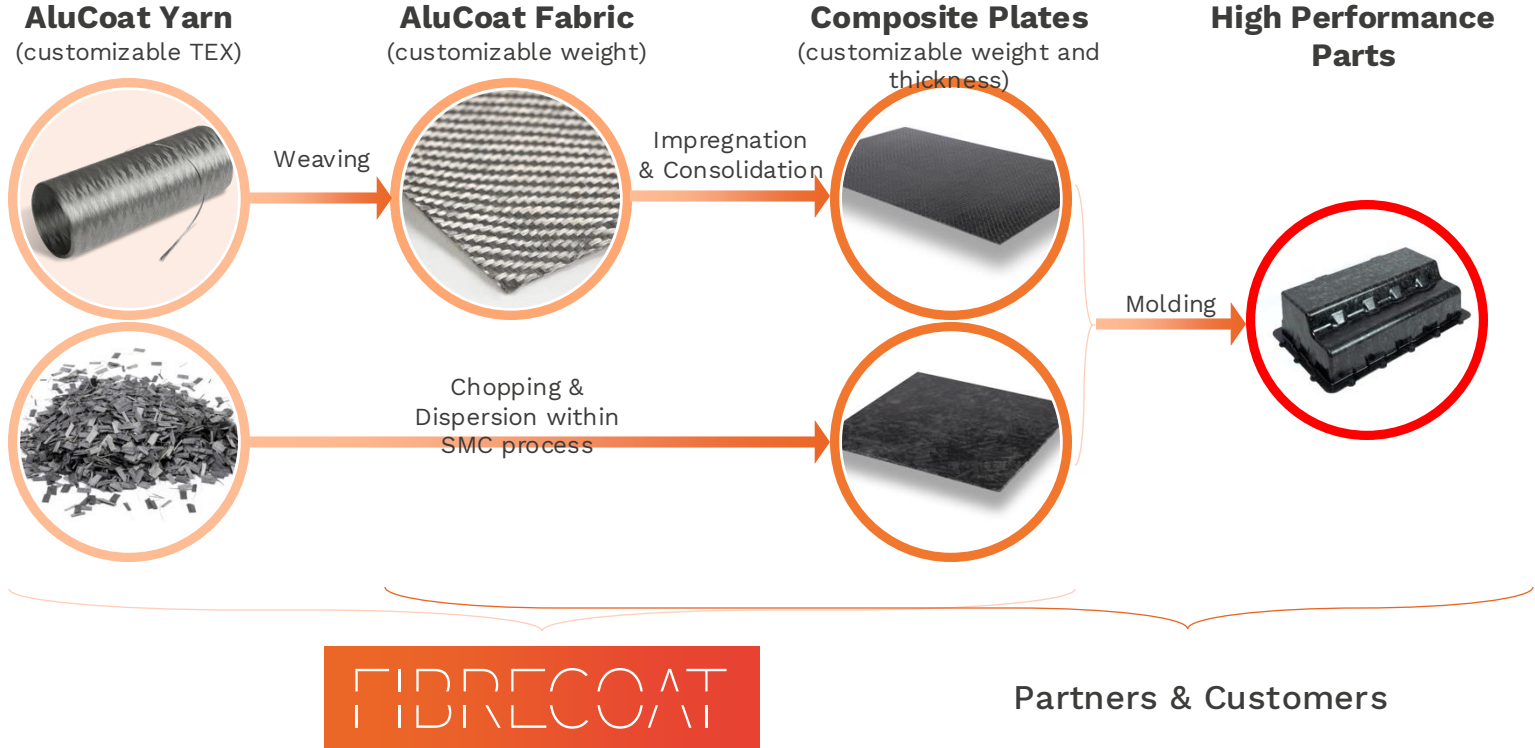 AluCoat Yarn
(customizable TEX)
AluCoat Fabric
(customizable weight)
Composite Plates
(customizable weight and
thickness)
High Performance
Parts
Weaving
Impregnation
& Consolidation
Molding
Chopping &
Dispersion within
SMC process
FIBRECOAT
Partners & Customers